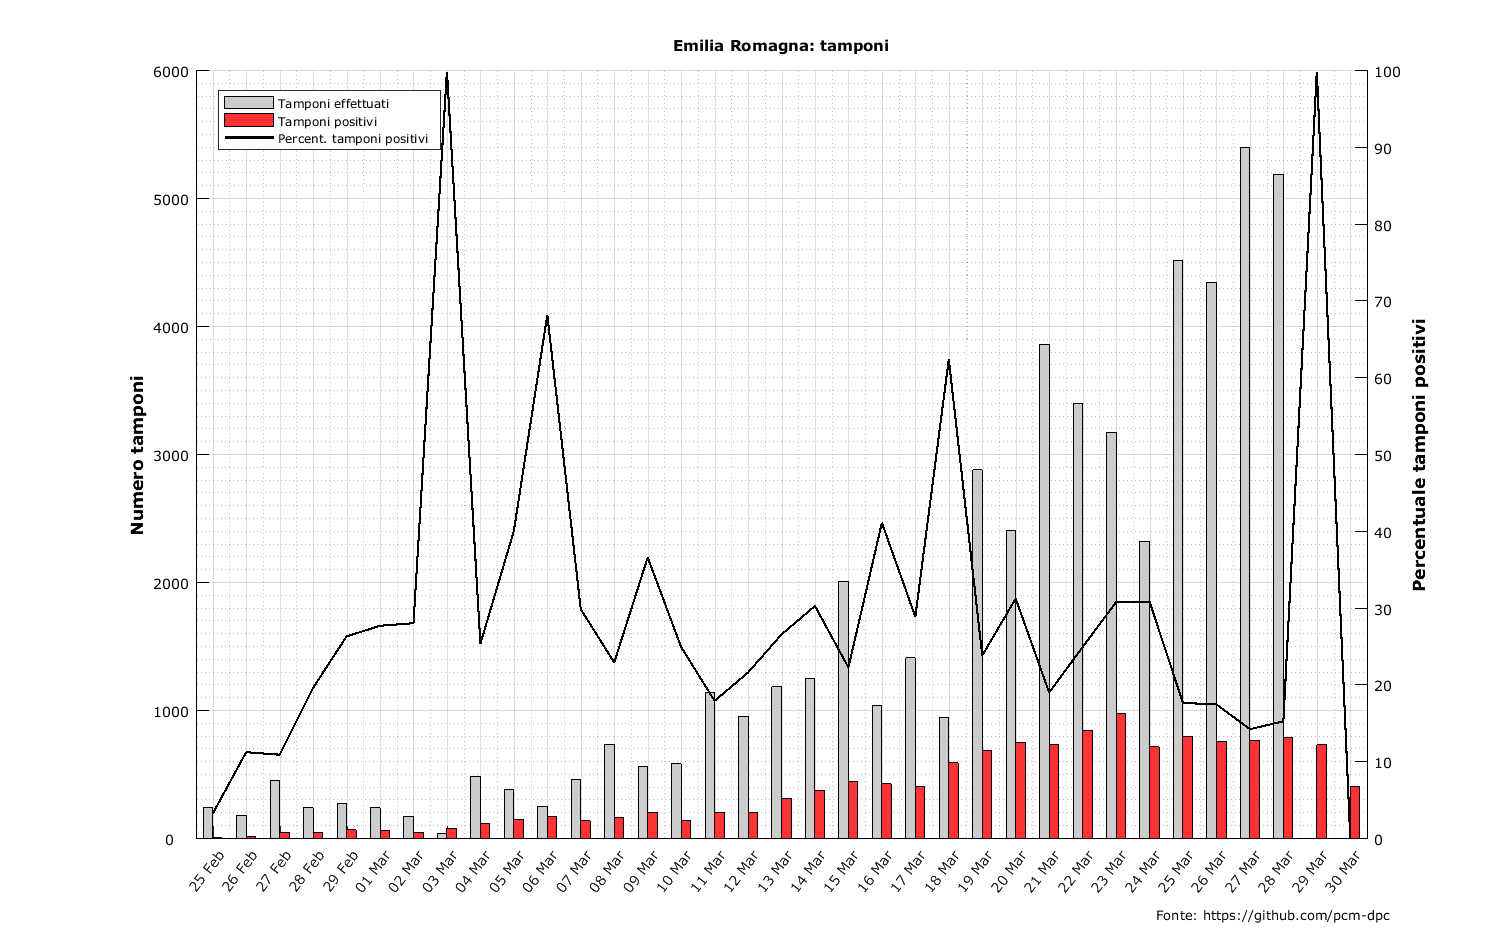 Emilia Romagna: tamponi
Tamponi effettuati
Tamponi positivi
Percent. tamponi positivi
Numero tamponi
6000
5000
4000
3000
2000
1000
0
Percentuale tamponi positivi
100
90
80
70
60
50
40
30
20
10
0
25 Feb
26 Feb
27 Feb
28 Feb
29 Feb
01 Mar
02 Mar
03 Mar
04 Mar
05 Mar
06 Mar
07 Mar
08 Mar
09 Mar
10 Mar
11 Mar
12 Mar
13 Mar
14 Mar
15 Mar
16 Mar
17 Mar
18 Mar
19 Mar
20 Mar
21 Mar
22 Mar
23 Mar
24 Mar
25 Mar
26 Mar
27 Mar
28 Mar
29 Mar
30 Mar
Fonte: https://github.com/pcm-dpc